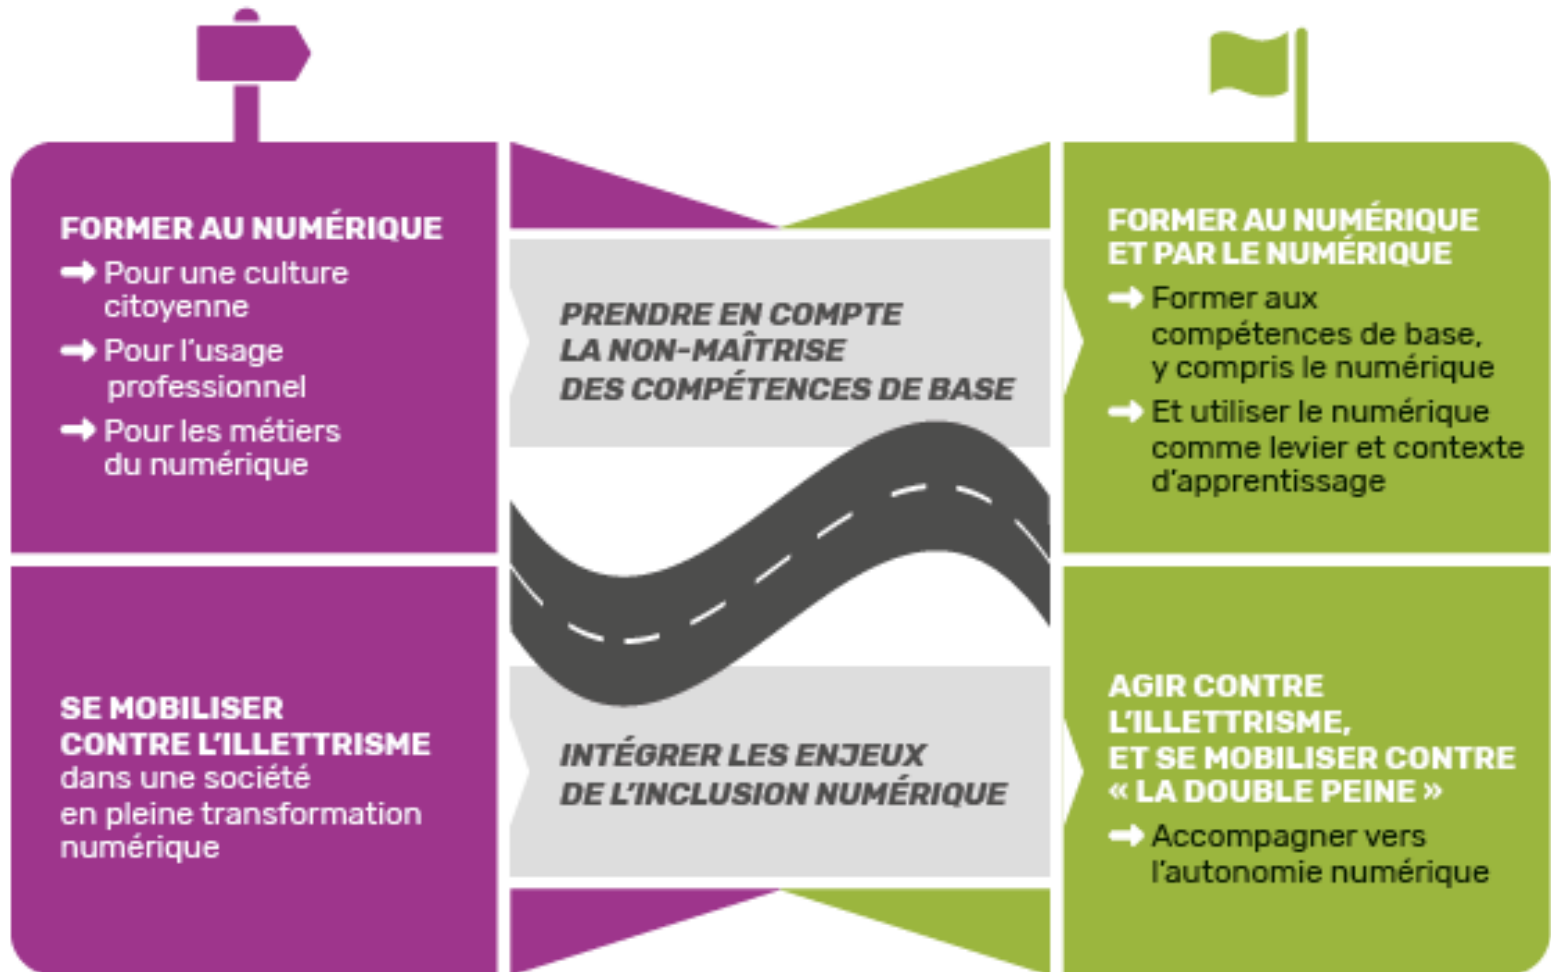 FORMER AU NUMÉRIQUE
→ Pour une culture
citoyenne
→ Pour l'usage
professionnel
→ Pour les métiers
du numérique
SE MOBILISER
CONTRE L'ILLETTRISME
dans une société
en pleine transformation
numérique
PRENDRE EN COMPTE
LA NON-MAÎTRISE
DES COMPÉTENCES DE BASE
INTÉGRER LES ENJEUX
DE L'INCLUSION NUMÉRIQUE
FORMER AU NUMÉRIQUE
ET PAR LE NUMÉRIQUE
→ Former aux
compétences de base,
y compris le numérique
→ Et utiliser le numérique
comme levier et contexte
d'apprentissage
AGIR CONTRE
L'ILLETTRISME,
ET SE MOBILISER CONTRE
« LA DOUBLE PEINE »
→ Accompagner vers
l'autonomie numérique